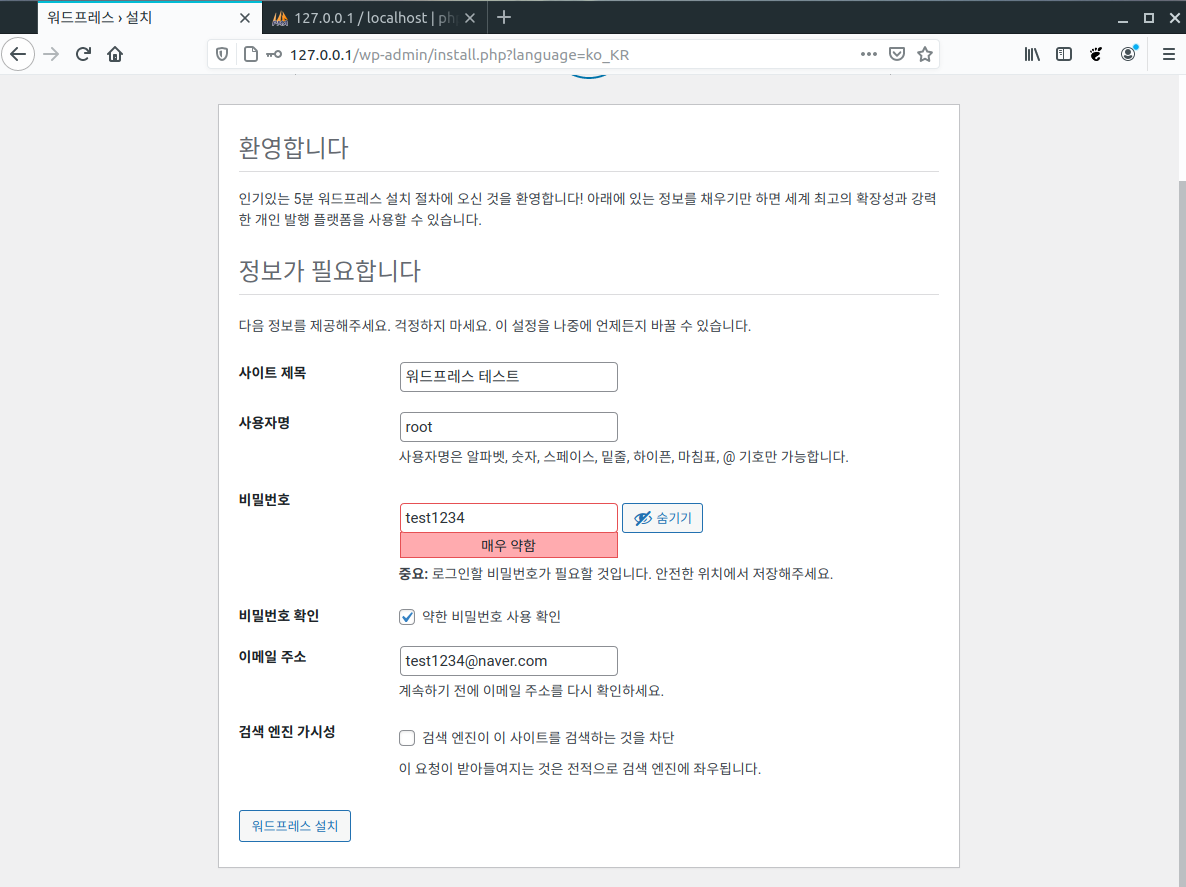 워드프레스 › 설치
127.0.0.1 / localhost | ph
127.0.0.1/wp-admin/install.php?language=ko_KR
환영합니다
인기있는 5분 워드프레스 설치 절차에 오신 것을 환영합니다! 아래에 있는 정보를 채우기만 하면 세계 최고의 확장성과 강력
한 개인 발행 플랫폼을 사용할 수 있습니다.
정보가 필요합니다
다음 정보를 제공해주세요. 걱정하지 마세요. 이 설정을 나중에 언제든지 바꿀 수 있습니다.
사이트 제목
워드프레스 테스트
사용자명
root
사용자명은 알파벳, 숫자, 스페이스, 밑줄, 하이픈, 마침표, @ 기호만 가능합니다.
비밀번호
test1234
숨기기
매우 약함
중요: 로그인할 비밀번호가 필요할 것입니다. 안전한 위치에서 저장해주세요.
비밀번호 확인
약한 비밀번호 사용 확인
이메일 주소
test1234@naver.com
계속하기 전에 이메일 주소를 다시 확인하세요.
검색 엔진 가시성
검색 엔진이 이 사이트를 검색하는 것을 차단
이 요청이 받아들여지는 것은 전적으로 검색 엔진에 좌우됩니다.
워드프레스 설치